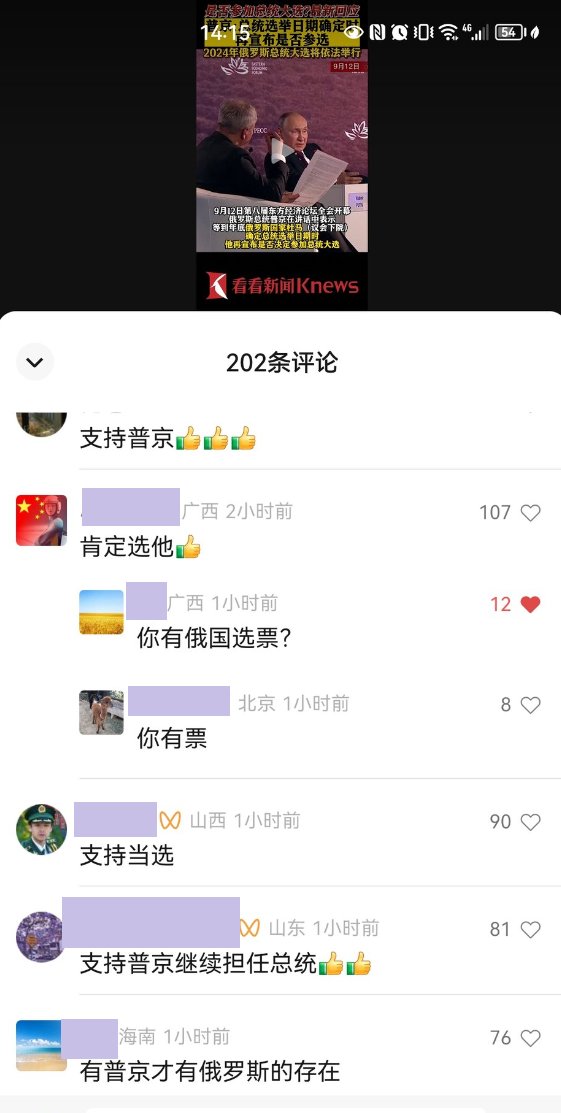 是否参加总统大选?最新回应
14:15
4G
54
普京:总统选举日期确定时
再宣布是否参选
2024年俄罗斯总统大选将依法举行
9月12日
EASTERN
ECONOMIC
FORUM
9月12日第八届东方经济论坛全会开幕
俄罗斯总统普京在讲话中表示
等到年底俄罗斯国家杜马(议会下院)
确定总统选举日期时
他再宣布是否决定参加总统大选
看看新闻Knews
202条评论
支持普京👍👍👍
广西 2小时前 107
肯定选他👍
广西 1小时前 12
你有俄国选票?
北京 1小时前 8
你有票
山西 1小时前 90
支持当选
山东 1小时前 81
支持普京继续担任总统👍👍
海南 1小时前 76
有普京才有俄罗斯的存在